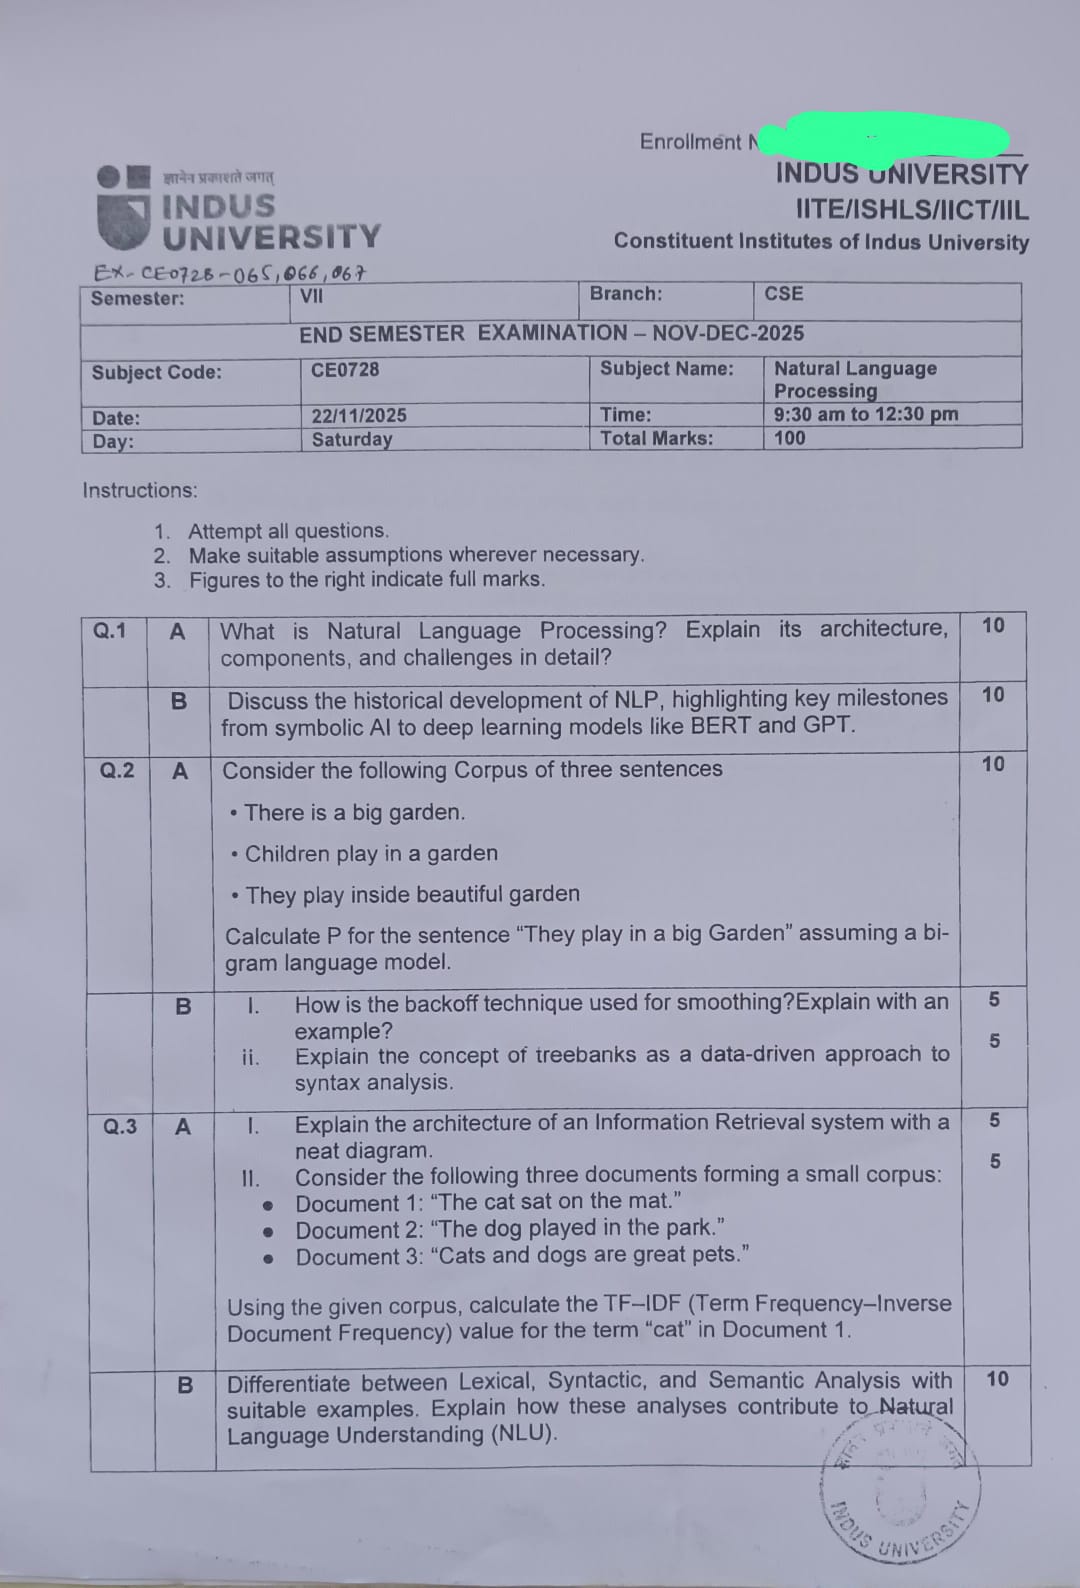 Enrollment N
ज्ञानेन प्रकाशते जगत्
INDUS
UNIVERSITY
INDUS UNIVERSITY
IITE/ISHLS/IICT/IIL
Constituent Institutes of Indus University
EX-CE0728-065,066,067
Semester: VII Branch: CSE
END SEMESTER EXAMINATION – NOV-DEC-2025
Subject Code: CE0728 Subject Name: Natural Language
Processing
Date: 22/11/2025 Time: 9:30 am to 12:30 pm
Day: Saturday Total Marks: 100
Instructions:
1. Attempt all questions.
2. Make suitable assumptions wherever necessary.
3. Figures to the right indicate full marks.
Q.1 A What is Natural Language Processing? Explain its architecture, 10
components, and challenges in detail?
B Discuss the historical development of NLP, highlighting key milestones 10
from symbolic AI to deep learning models like BERT and GPT.
Q.2 A Consider the following Corpus of three sentences 10
• There is a big garden.
• Children play in a garden
• They play inside beautiful garden
Calculate P for the sentence “They play in a big Garden” assuming a bi-
gram language model.
B I. How is the backoff technique used for smoothing?Explain with an 5
example?
ii. Explain the concept of treebanks as a data-driven approach to 5
syntax analysis.
Q.3 A I. Explain the architecture of an Information Retrieval system with a 5
neat diagram.
II. Consider the following three documents forming a small corpus: 5
● Document 1: “The cat sat on the mat.”
● Document 2: “The dog played in the park.”
● Document 3: “Cats and dogs are great pets.”
Using the given corpus, calculate the TF–IDF (Term Frequency–Inverse
Document Frequency) value for the term “cat” in Document 1.
B Differentiate between Lexical, Syntactic, and Semantic Analysis with 10
suitable examples. Explain how these analyses contribute to Natural
Language Understanding (NLU).
INDUS UNIVERSITY